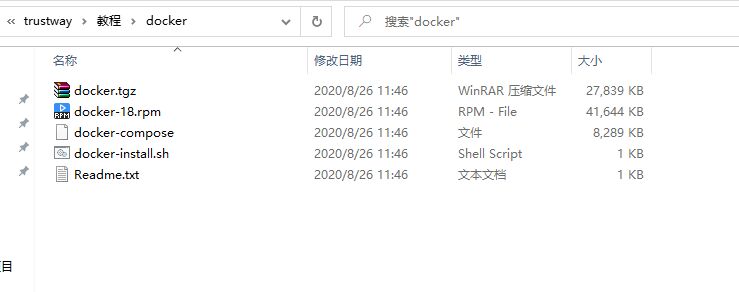 « trustway > 教程 > docker 搜索"docker"
名称 修改日期 类型 大小
docker.tgz 2020/8/26 11:46 WinRAR 压缩文件 27,839 KB
docker-18.rpm 2020/8/26 11:46 RPM - File 41,644 KB
docker-compose 2020/8/26 11:46 文件 8,289 KB
docker-install.sh 2020/8/26 11:46 Shell Script 1 KB
Readme.txt 2020/8/26 11:46 文本文档 1 KB
目